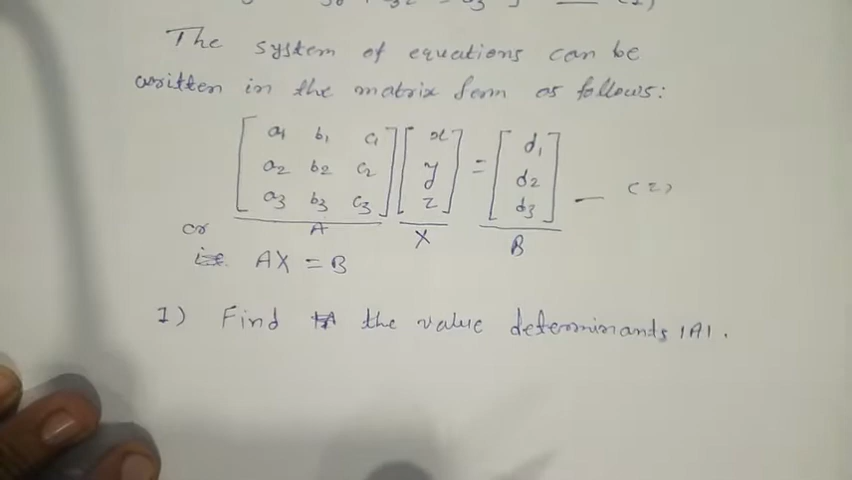 The system of equations can be
written in the matrix form as follows:
[ a1 b1 c1 ] [ x ] = [ d1 ]
[ a2 b2 c2 ] [ y ] = [ d2 ] — (2)
[ a3 b3 c3 ] [ z ] = [ d3 ]
A X B
or
i.e. AX = B
1) Find the value determinants |A|.